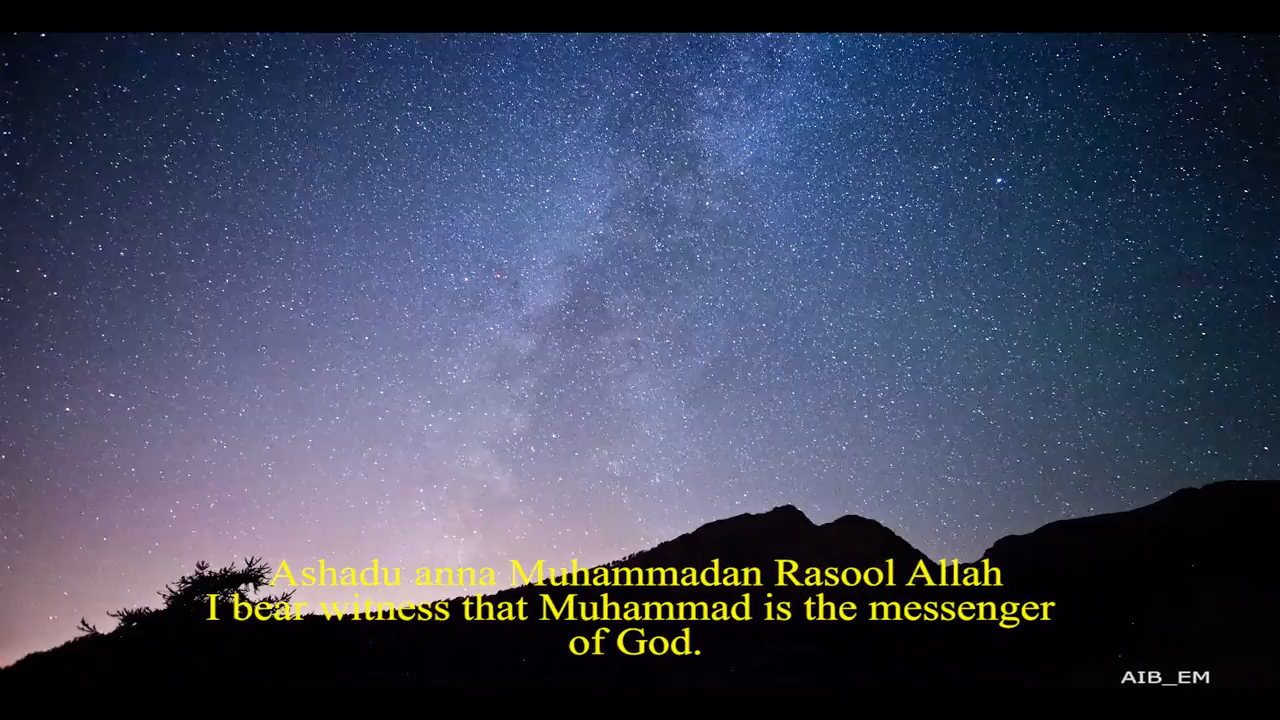 Ashadu anna Muhammadan Rasool Allah
I bear witness that Muhammad is the messenger
of God.
AIB_EM